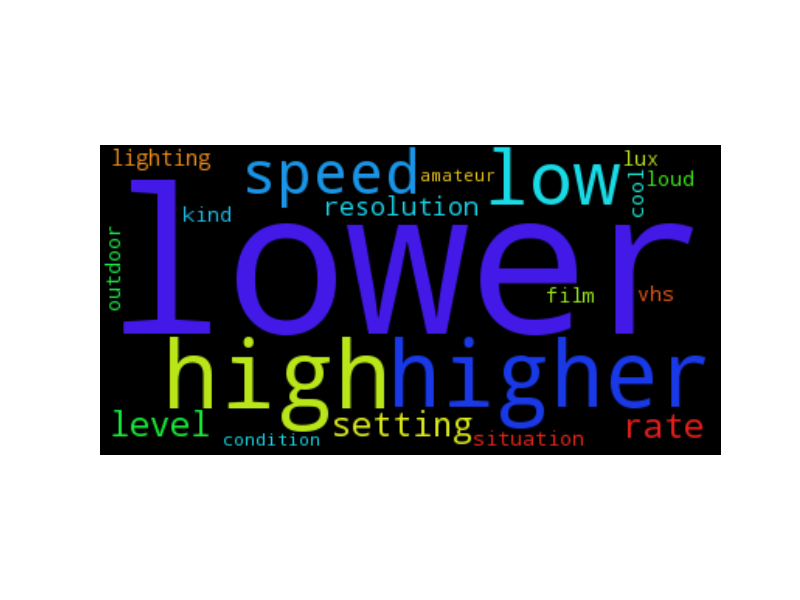 lighting
speed
amateur
low
lux
loud
cool
kind
resolution
outdoor
lower
film
vhs
high
higher
level
condition
setting
situation
rate